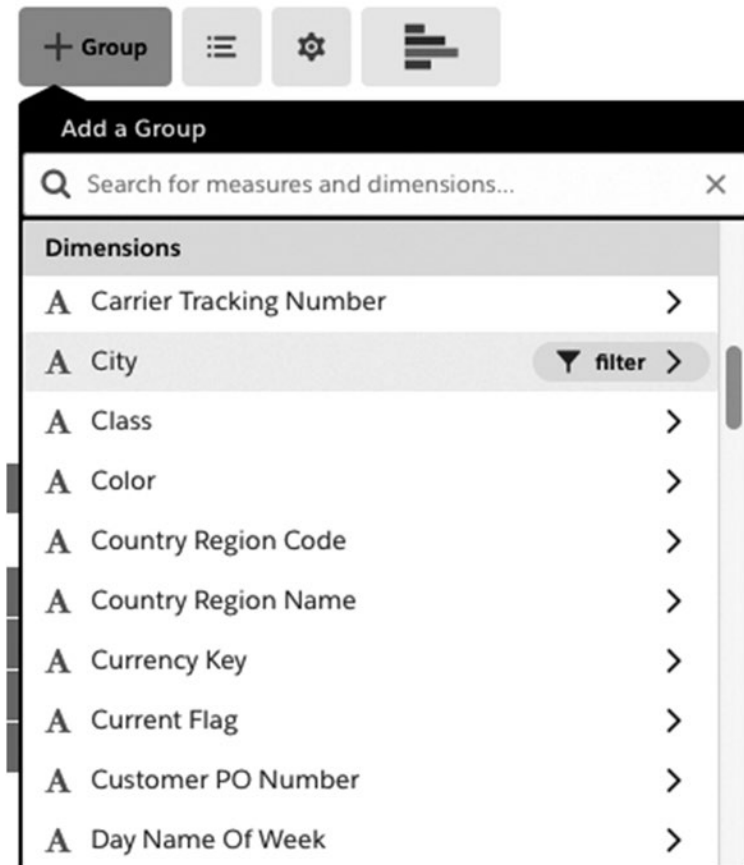 + Group
Add a Group
Search for measures and dimensions...
Dimensions
A Carrier Tracking Number
A City filter
A Class
A Color
A Country Region Code
A Country Region Name
A Currency Key
A Current Flag
A Customer PO Number
A Day Name Of Week